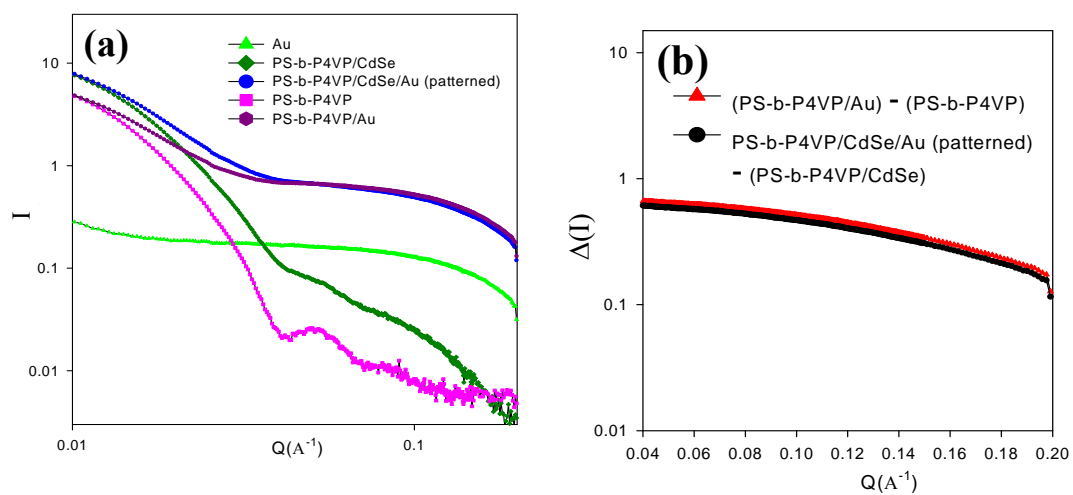 (a)
Au
PS-b-P4VP/CdSe
PS-b-P4VP/CdSe/Au (patterned)
PS-b-P4VP
PS-b-P4VP/Au
10
1
0.1
0.01
I
0.01
0.1
Q(A⁻¹)
(b)
(PS-b-P4VP/Au) - (PS-b-P4VP)
PS-b-P4VP/CdSe/Au (patterned)
- (PS-b-P4VP/CdSe)
10
1
0.1
0.01
Δ(I)
0.04 0.06 0.08 0.10 0.12 0.14 0.16 0.18 0.20
Q(A⁻¹)